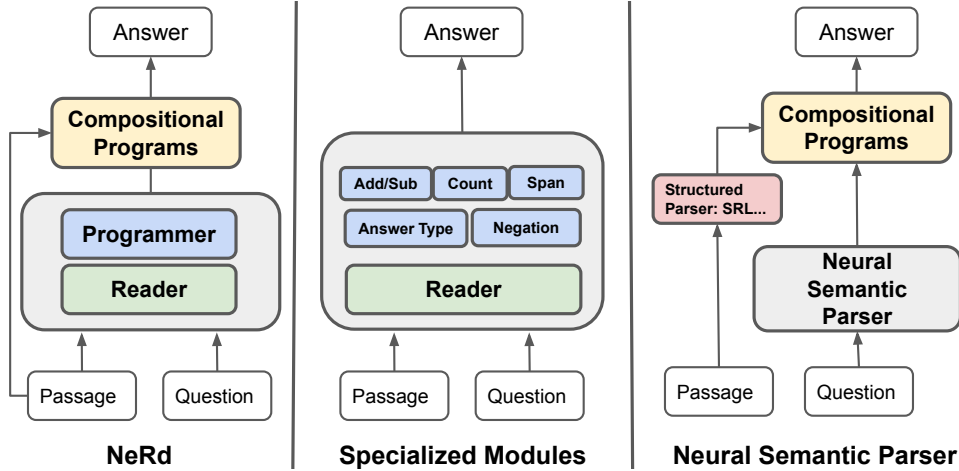 Answer
Compositional
Programs
Programmer
Reader
Passage
Question
NeRd
Answer
Add/Sub
Count
Span
Answer Type
Negation
Reader
Passage
Question
Specialized Modules
Answer
Compositional
Programs
Structured
Parser: SRL...
Neural
Semantic
Parser
Passage
Question
Neural Semantic Parser